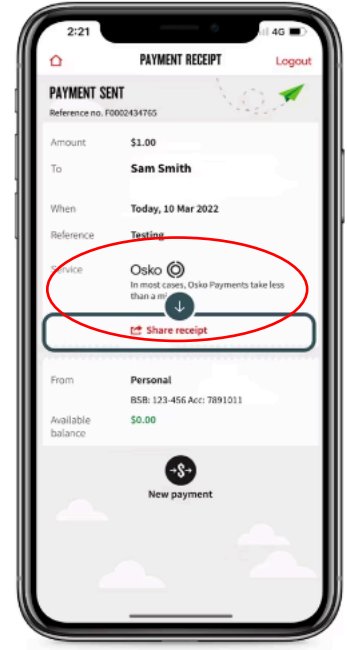 2:21 4G
PAYMENT RECEIPT Logout
PAYMENT SENT
Reference no. F0002434765
Amount $1.00
To Sam Smith
When Today, 10 Mar 2022
Reference Testing
Service Osko
In most cases, Osko Payments take less
than a
Share receipt
From Personal
BSB: 123-456 Acc: 7891011
Available $0.00
balance
New payment